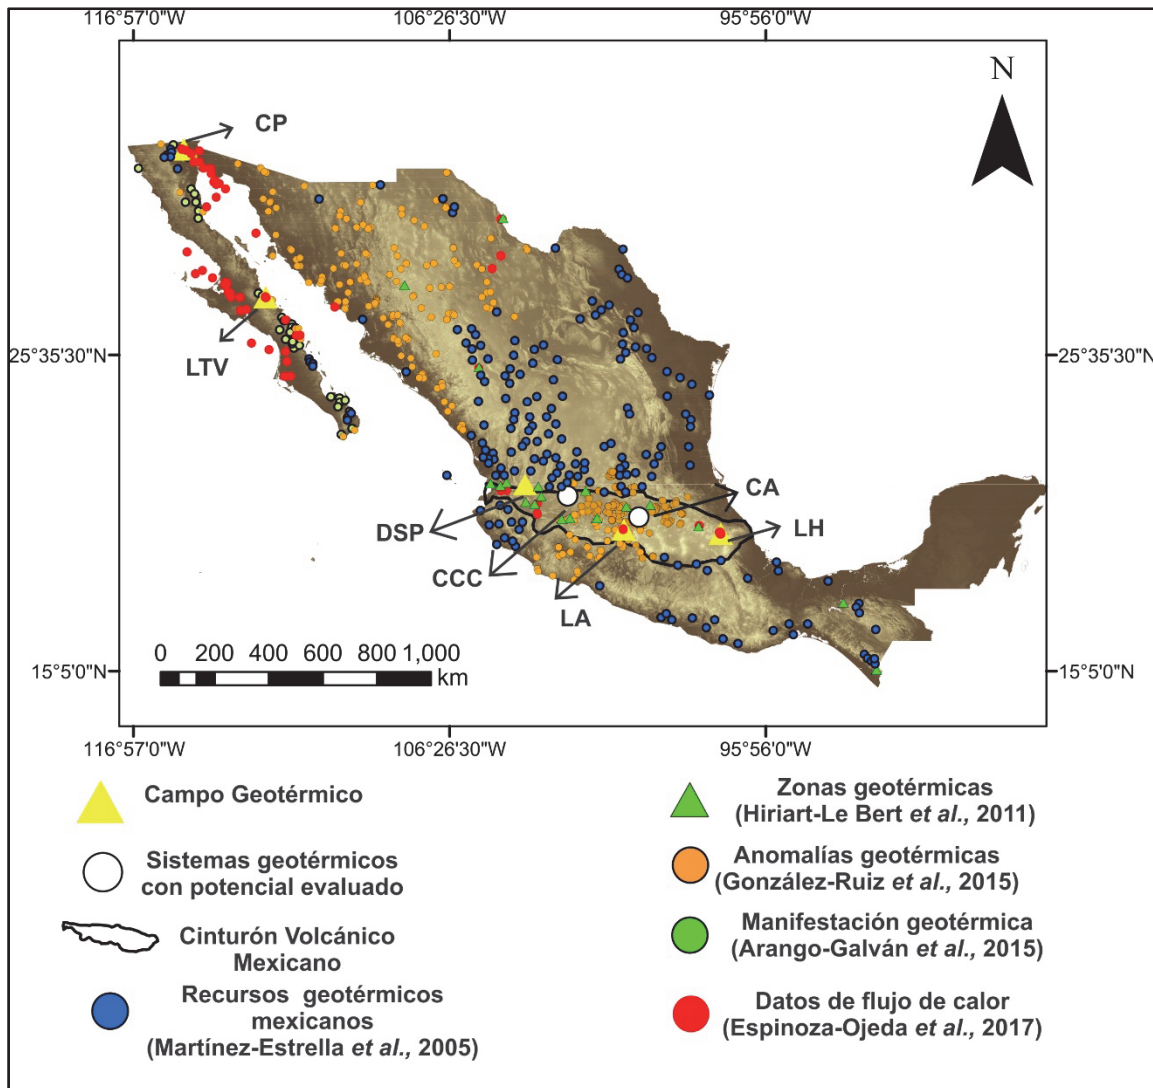 116°57'0"W 106°26'30"W 95°56'0"W
N
CP
25°35'30"N 25°35'30"N
LTV
CA
DSP LH
CCC
LA
0 200 400 600 800 1,000
km
15°5'0"N 15°5'0"N
116°57'0"W 106°26'30"W 95°56'0"W
Campo Geotérmico
Sistemas geotérmicos
con potencial evaluado
Cinturón Volcánico
Mexicano
Recursos geotérmicos
mexicanos
(Martínez-Estrella et al., 2005)
Zonas geotérmicas
(Hiriart-Le Bert et al., 2011)
Anomalías geotérmicas
(González-Ruiz et al., 2015)
Manifestación geotérmica
(Arango-Galván et al., 2015)
Datos de flujo de calor
(Espinoza-Ojeda et al., 2017)